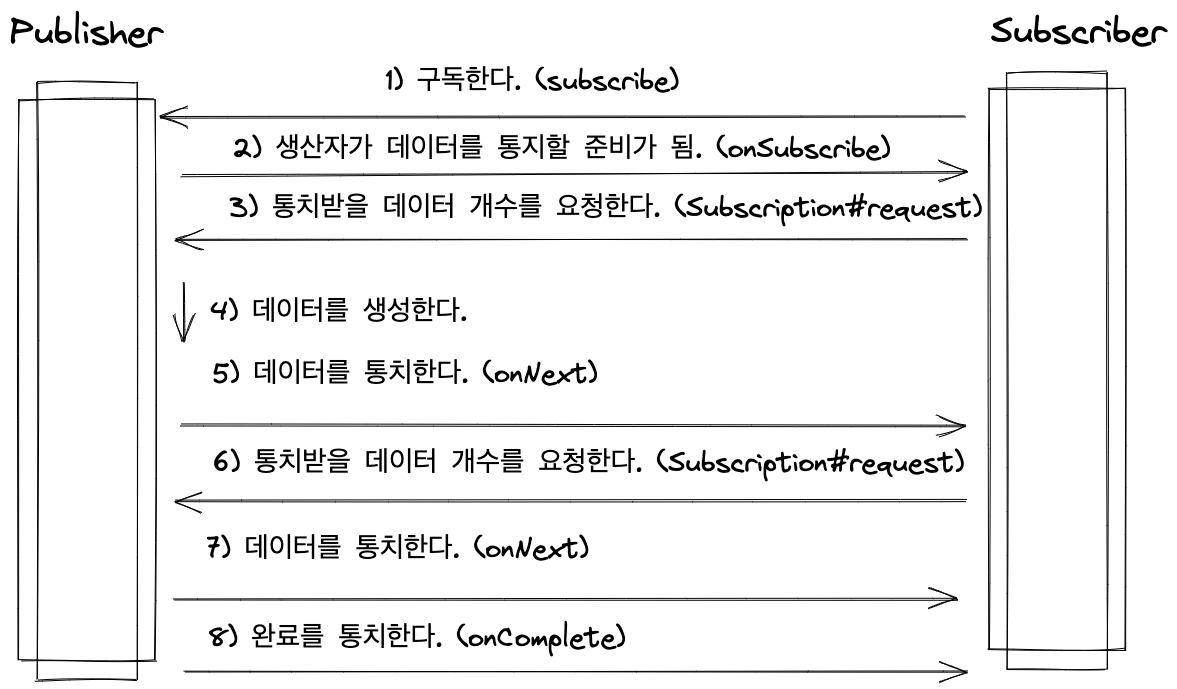 Publisher
Subscriber
1) 구독한다. (subscribe)
2) 생산자가 데이터를 통지할 준비가 됨. (onSubscribe)
3) 통치받을 데이터 개수를 요청한다. (Subscription#request)
4) 데이터를 생성한다.
5) 데이터를 통치한다. (onNext)
6) 통치받을 데이터 개수를 요청한다. (Subscription#request)
7) 데이터를 통치한다. (onNext)
8) 완료를 통치한다. (onComplete)